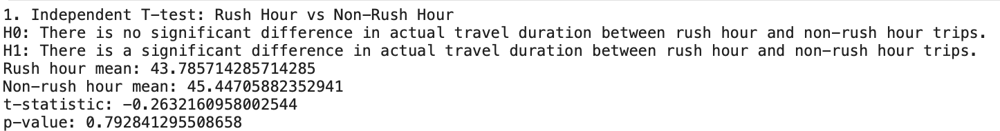 1. Independent T-test: Rush Hour vs Non-Rush Hour
H0: There is no significant difference in actual travel duration between rush hour and non-rush hour trips.
H1: There is a significant difference in actual travel duration between rush hour and non-rush hour trips.
Rush hour mean: 43.785714285714285
Non-rush hour mean: 45.44705882352941
t-statistic: -0.2632160958002544
p-value: 0.792841295508658